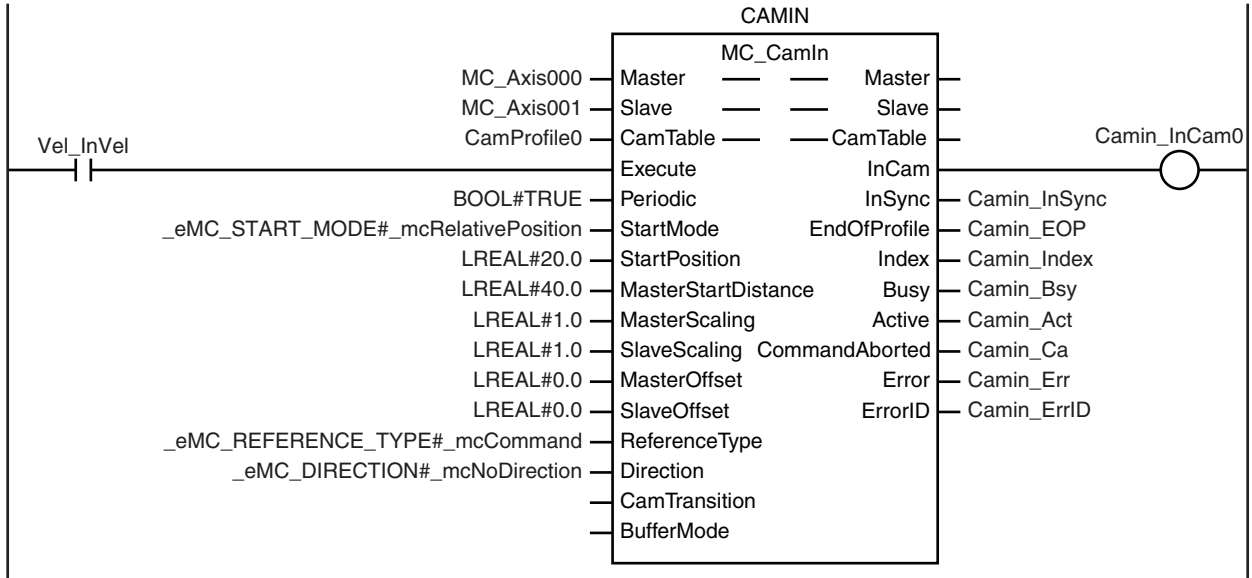 CAMIN
MC_CamIn
MC_Axis000 Master Master
MC_Axis001 Slave Slave
CamProfile0 CamTable CamTable
Vel_InVel Execute InCam Camin_InCam0
BOOL#TRUE Periodic InSync Camin_InSync
_eMC_START_MODE#_mcRelativePosition StartMode EndOfProfile Camin_EOP
LREAL#20.0 StartPosition Index Camin_Index
LREAL#40.0 MasterStartDistance Busy Camin_Bsy
LREAL#1.0 MasterScaling Active Camin_Act
LREAL#1.0 SlaveScaling CommandAborted Camin_Ca
LREAL#0.0 MasterOffset Error Camin_Err
LREAL#0.0 SlaveOffset ErrorID Camin_ErrID
_eMC_REFERENCE_TYPE#_mcCommand ReferenceType
_eMC_DIRECTION#_mcNoDirection Direction
CamTransition
BufferMode